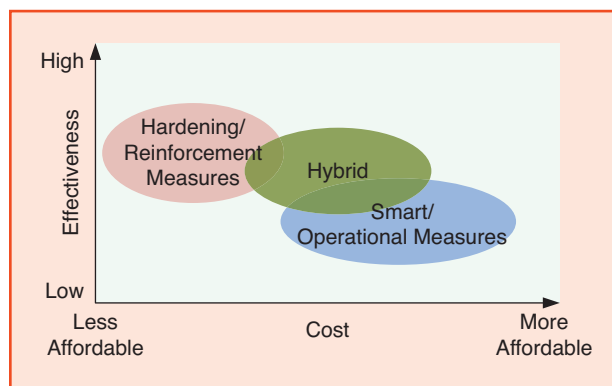 High
Effectiveness
Hardening/
Reinforcement
Measures
Hybrid
Smart/
Operational Measures
Low
Less
Affordable
Cost
More
Affordable